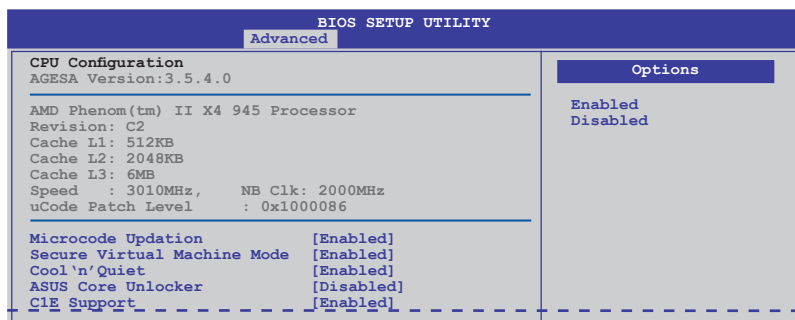 BIOS SETUP UTILITY
Advanced
CPU Configuration
AGESA Version:3.5.4.0
AMD Phenom(tm) II X4 945 Processor
Revision: C2
Cache L1: 512KB
Cache L2: 2048KB
Cache L3: 6MB
Speed : 3010MHz, NB Clk: 2000MHz
uCode Patch Level : 0x1000086
Microcode Updation [Enabled]
Secure Virtual Machine Mode [Enabled]
Cool‘n’Quiet [Enabled]
ASUS Core Unlocker [Disabled]
C1E Support [Enabled]
Options
Enabled
Disabled